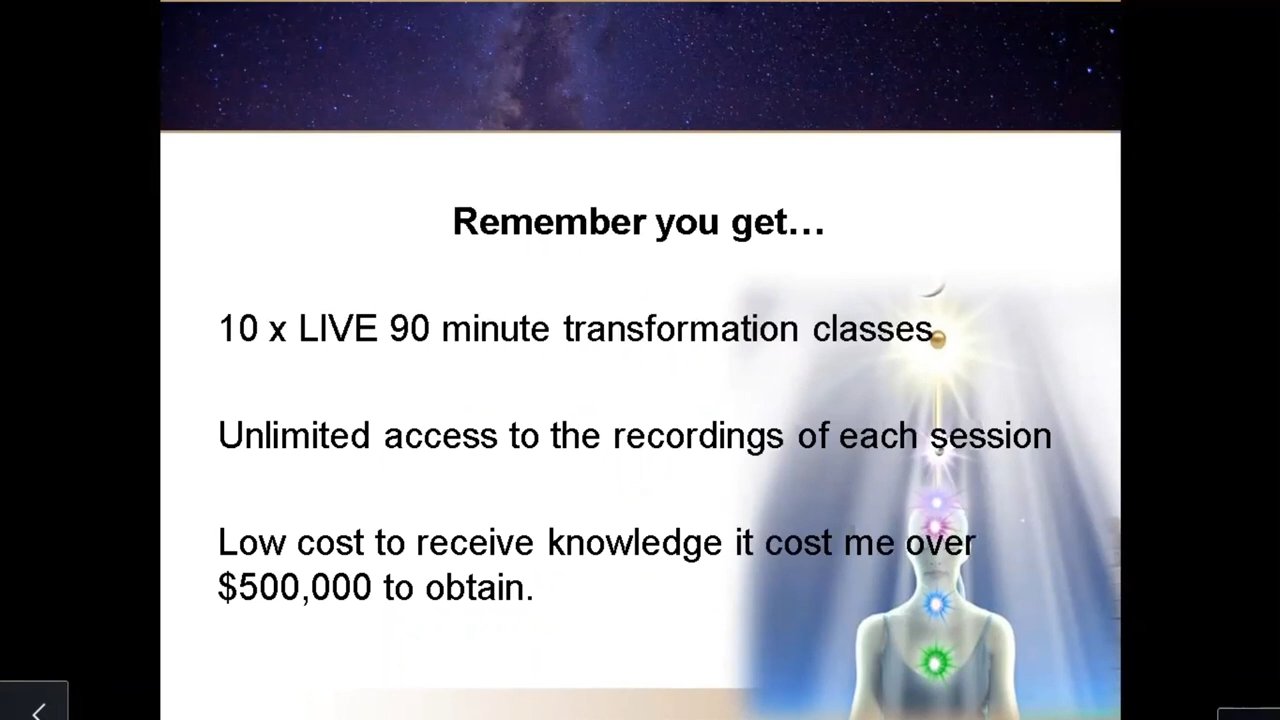 Remember you get…
10 x LIVE 90 minute transformation classes
Unlimited access to the recordings of each session
Low cost to receive knowledge it cost me over
$500,000 to obtain.